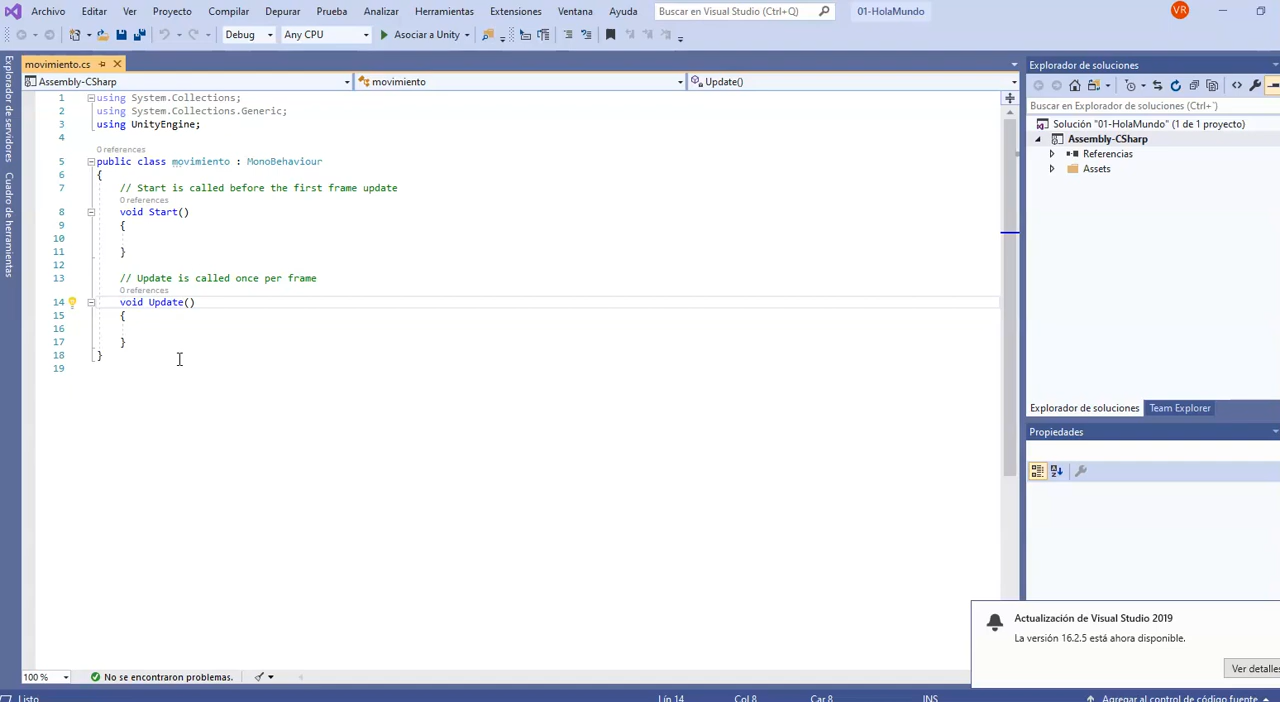 Archivo Editar Ver Proyecto Compilar Depurar Prueba Analizar Herramientas Extensiones Ventana Ayuda Buscar en Visual Studio (Ctrl+Q) 01-HolaMundo VR
Debug Any CPU Asociar a Unity
Explorador de servidores
Cuadro de herramientas
movimiento.cs
Assembly-CSharp movimiento Update()
1 using System.Collections;
2 using System.Collections.Generic;
3 using UnityEngine;
4
0 references
5 public class movimiento : MonoBehaviour
6 {
7 // Start is called before the first frame update
0 references
8 void Start()
9 {
10
11 }
12
13 // Update is called once per frame
0 references
14 void Update()
15 {
16
17 }
18 }
19
100 % No se encontraron problemas.
Explorador de soluciones
Buscar en Explorador de soluciones (Ctrl+´)
Solución "01-HolaMundo" (1 de 1 proyecto)
Assembly-CSharp
Referencias
Assets
Explorador de soluciones Team Explorer
Propiedades
Actualización de Visual Studio 2019
La versión 16.2.5 está ahora disponible.
Ver detalles
Listo Lín 14 Col 8 Car 8 INS Agregar al control de código fuente